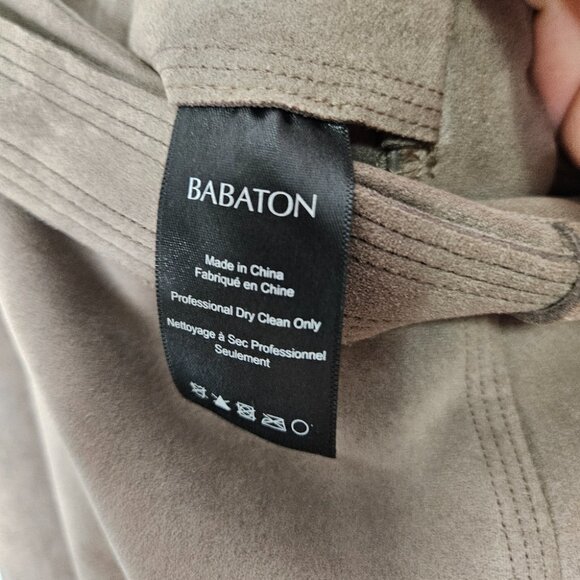 BABATON
Made in China
Fabriqué en Chine
Professional Dry Clean Only
Nettoyage à Sec Professionnel
Seulement